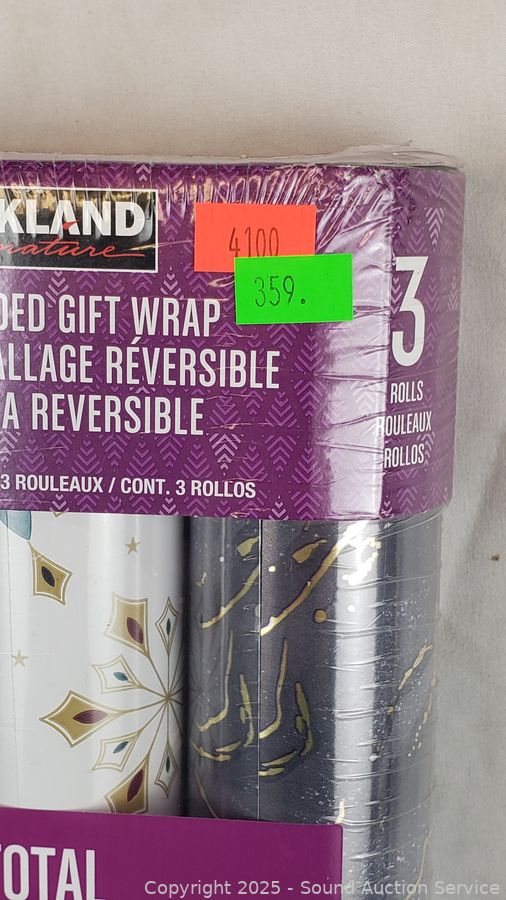 KLAND
nature
4100
359.
DED GIFT WRAP
ALLAGE RÉVERSIBLE
A REVERSIBLE
3
ROLLS
ROULEAUX
ROLLOS
3 ROULEAUX / CONT. 3 ROLLOS
TOTAL
Copyright 2025 - Sound Auction Service